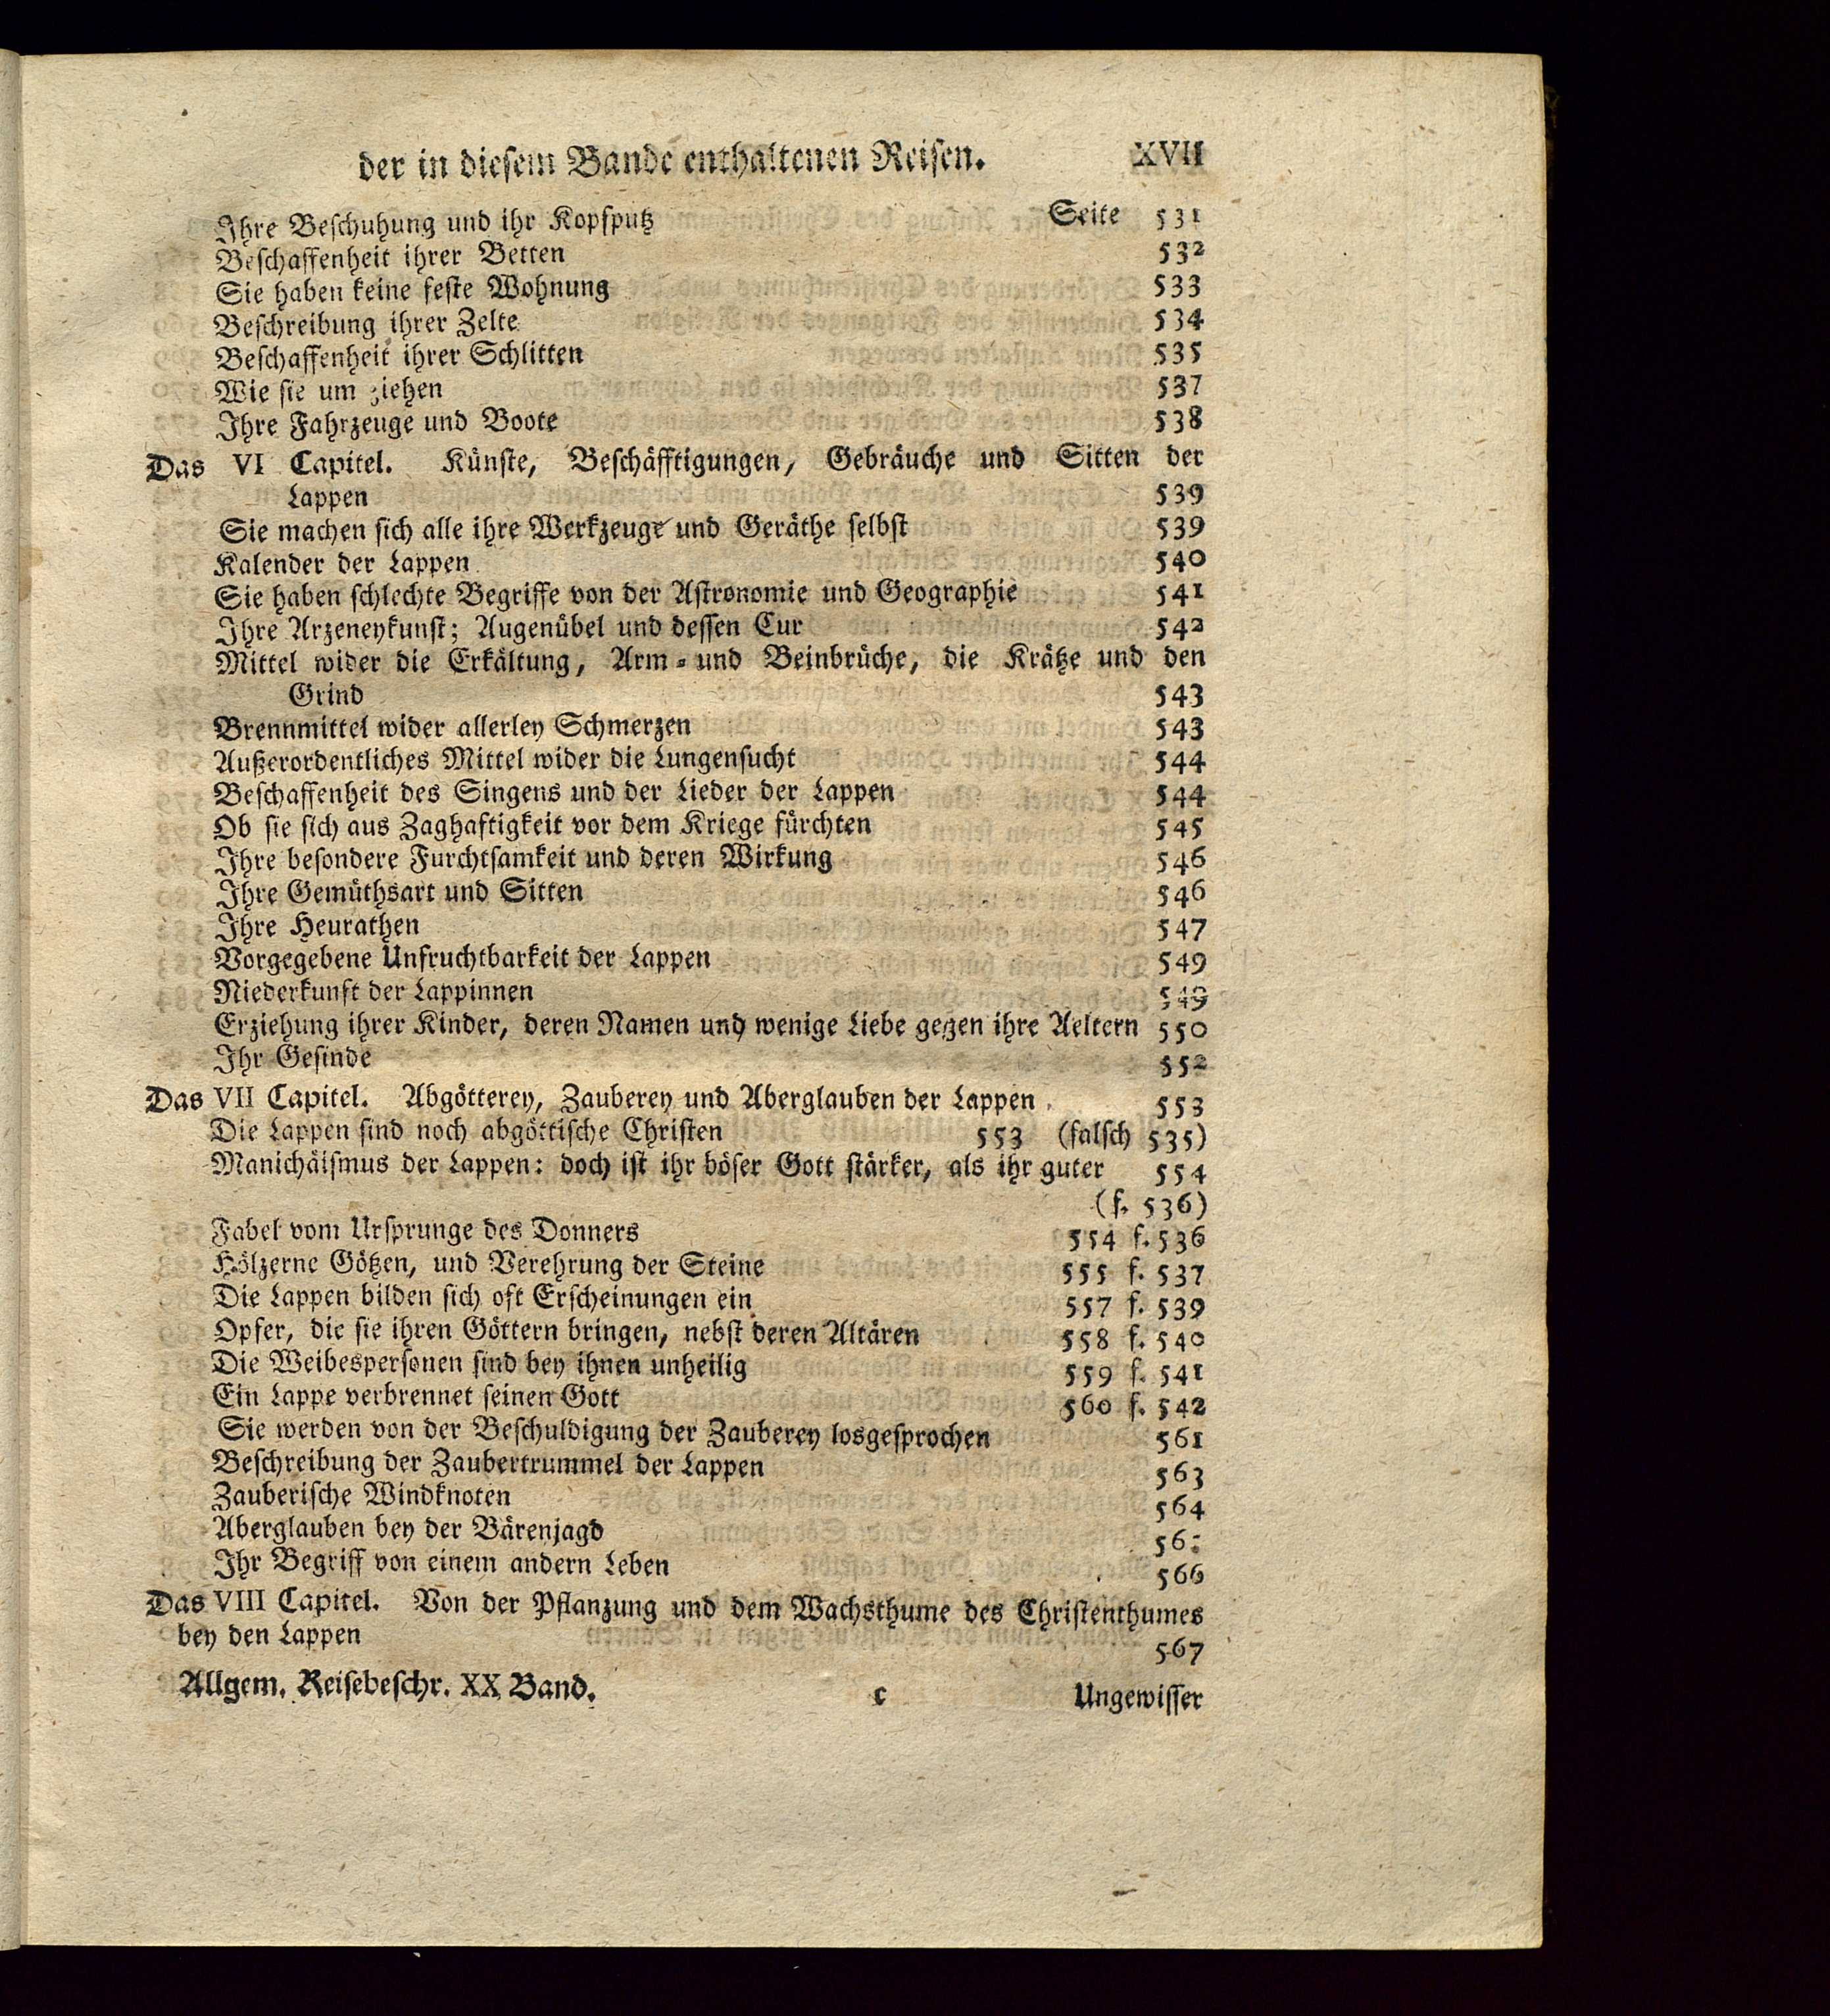 der in diesem Bande enthaltenen Reisen. XVII
Ihre Beschuhung und ihr Kopfputz Seite 531
Beschaffenheit ihrer Betten 532
Sie haben keine feste Wohnung 533
Beschreibung ihrer Zelte 534
Beschaffenheit ihrer Schlitten 535
Wie sie um ziehen 537
Ihre Fahrzeuge und Boote 538
Das VI Capitel. Künste, Beschäfftigungen, Gebräuche und Sitten der
Lappen 539
Sie machen sich alle ihre Werkzeuge und Geräthe selbst 539
Kalender der Lappen 540
Sie haben schlechte Begriffe von der Astronomie und Geographie 541
Ihre Arzeneykunst; Augenübel und dessen Cur 542
Mittel wider die Erkältung, Arm- und Beinbrüche, die Krätze und den
Grind 543
Brennmittel wider allerley Schmerzen 543
Außerordentliches Mittel wider die Lungensucht 544
Beschaffenheit des Singens und der Lieder der Lappen 544
Ob sie sich aus Zaghaftigkeit vor dem Kriege fürchten 545
Ihre besondere Furchtsamkeit und deren Wirkung 546
Ihre Gemüthsart und Sitten 546
Ihre Heurathen 547
Vorgegebene Unfruchtbarkeit der Lappen 549
Niederkunft der Lappinnen 549
Erziehung ihrer Kinder, deren Namen und wenige Liebe gegen ihre Aeltern 550
Ihr Gesinde 552
Das VII Capitel. Abgötterey, Zauberey und Aberglauben der Lappen 553
Die Lappen sind noch abgöttische Christen 553 (falsch 535)
Manichäismus der Lappen: doch ist ihr böser Gott stärker, als ihr guter 554
(f. 536)
Fabel vom Ursprunge des Donners 554 f. 536
Hölzerne Götzen, und Verehrung der Steine 555 f. 537
Die Lappen bilden sich oft Erscheinungen ein 557 f. 539
Opfer, die sie ihren Göttern bringen, nebst deren Altären 558 f. 540
Die Weibespersonen sind bey ihnen unheilig 559 f. 541
Ein Lappe verbrennet seinen Gott 560 f. 542
Sie werden von der Beschuldigung der Zauberey losgesprochen 561
Beschreibung der Zaubertrummel der Lappen 563
Zauberische Windknoten 564
Aberglauben bey der Bärenjagd
Ihr Begriff von einem andern Leben 566
Das VIII Capitel. Von der Pflanzung und dem Wachsthume des Christenthumes
bey den Lappen 567
Allgem. Reisebeschr. XX Band. c Ungewisser